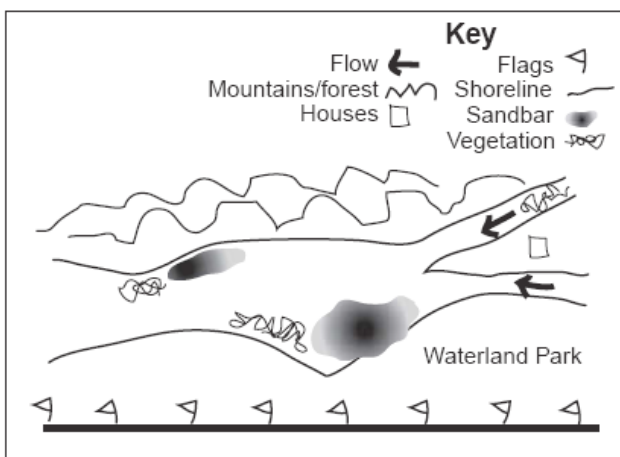 Key
Flow
Flags
Mountains/forest
Shoreline
Houses
Sandbar
Vegetation
Waterland Park